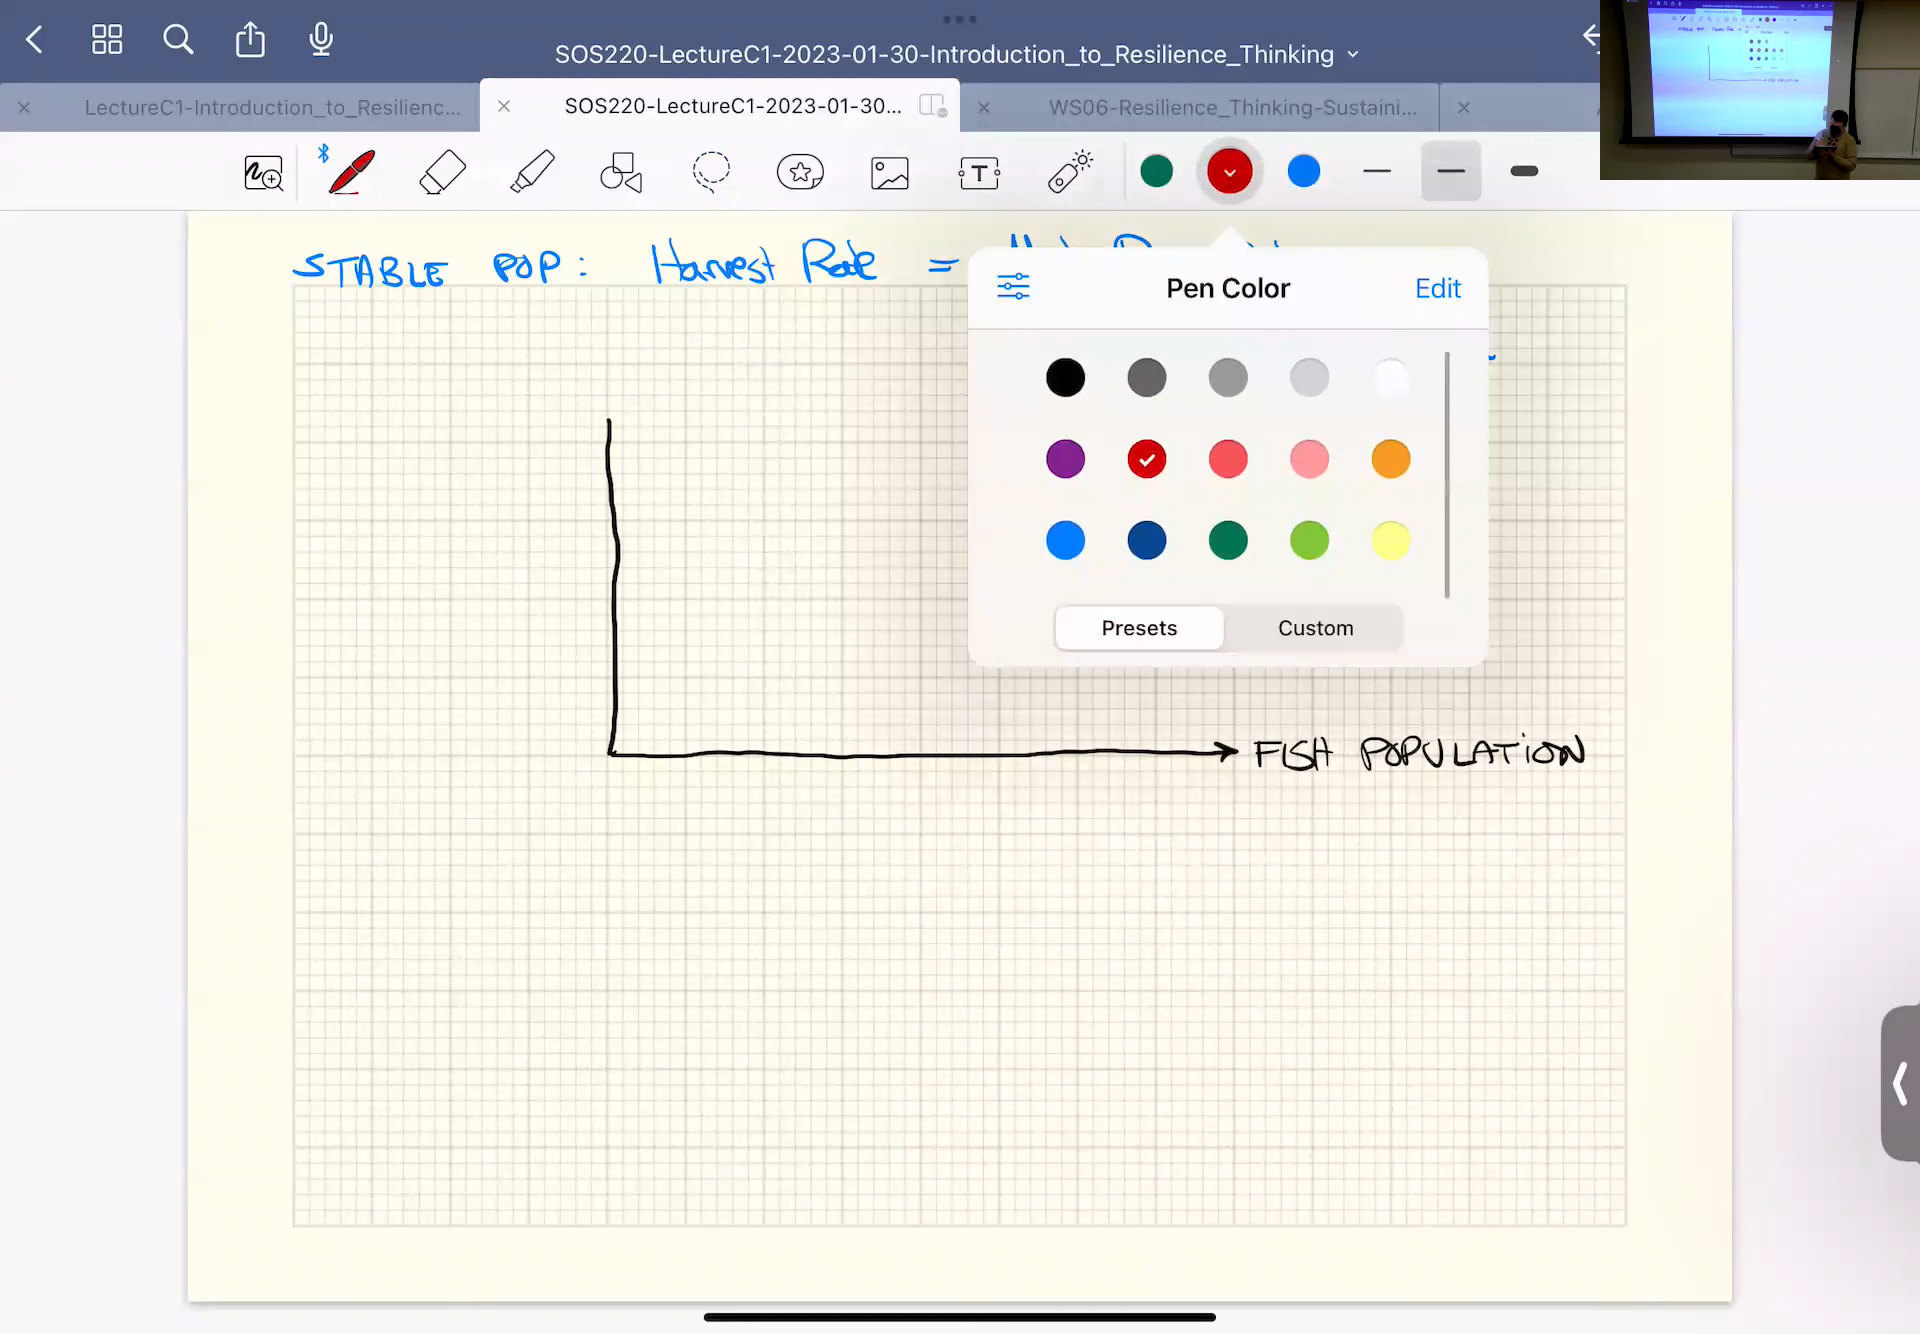 SOS220-LectureC1-2023-01-30-Introduction_to_Resilience_Thinking
LectureC1-Introduction_to_Resilienc...
SOS220-LectureC1-2023-01-30...
WS06-Resilience_Thinking-Sustaini...
STABLE POP: Harvest Rate =
Pen Color
Edit
Presets
Custom
FISH POPULATION